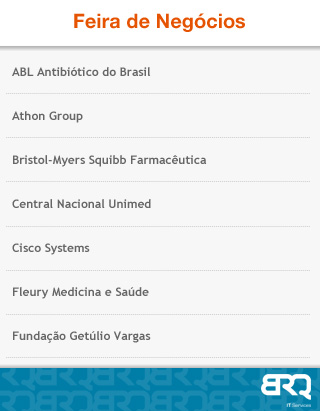 Feira de Negócios
ABL Antibiótico do Brasil
Athon Group
Bristol-Myers Squibb Farmacêutica
Central Nacional Unimed
Cisco Systems
Fleury Medicina e Saúde
Fundação Getúlio Vargas
BRQ
IT Services